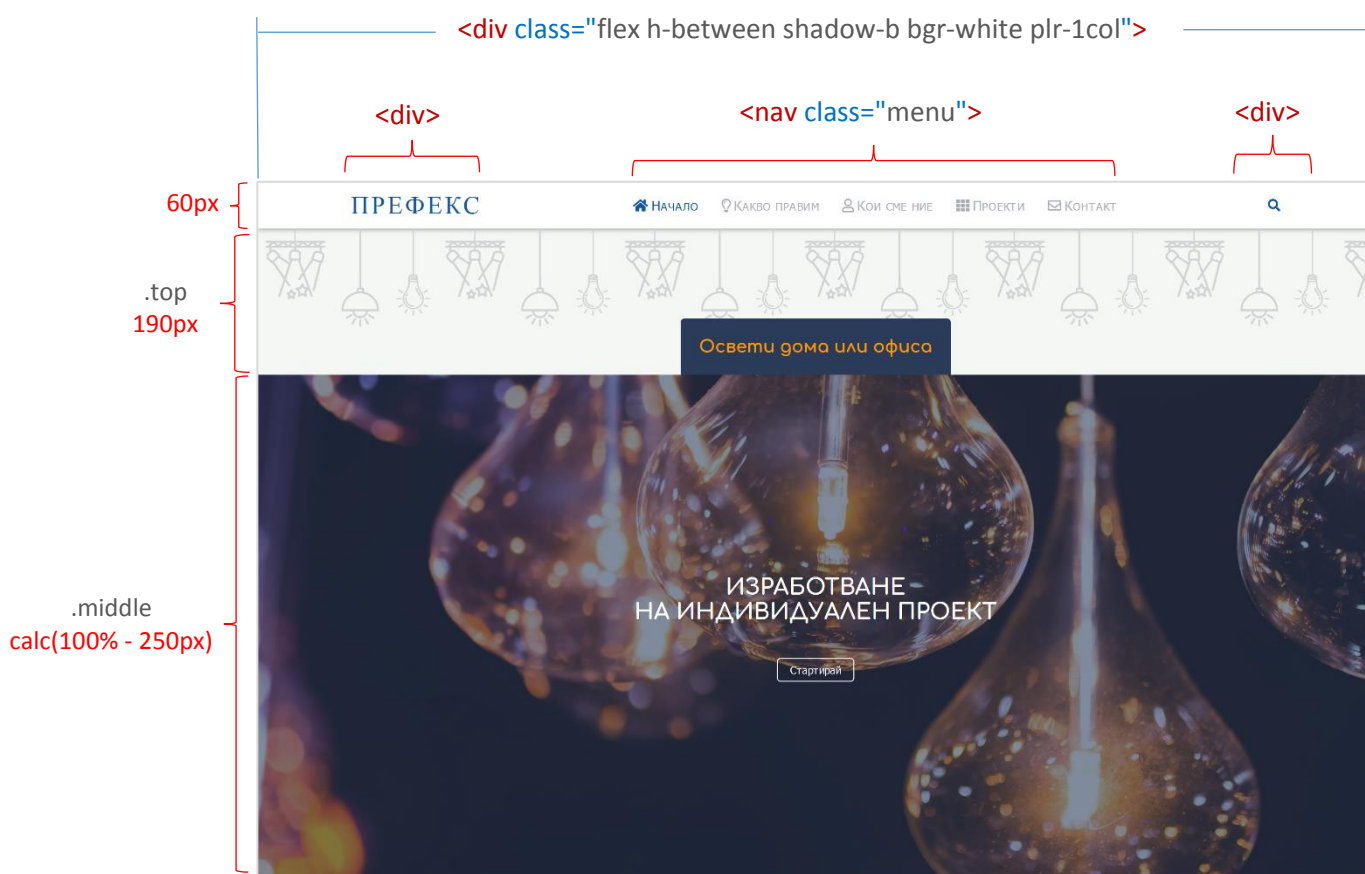 <div class="flex h-between shadow-b bgr-white plr-1col">
<div> <nav class="menu"> <div>
60px ПРЕФЕКС Начало Какво правим Кои сме ние Проекти Контакт
.top
190px
Освети дома или офиса
.middle
calc(100% - 250px)
ИЗРАБОТВАНЕ
НА ИНДИВИДУАЛЕН ПРОЕКТ
Стартирай